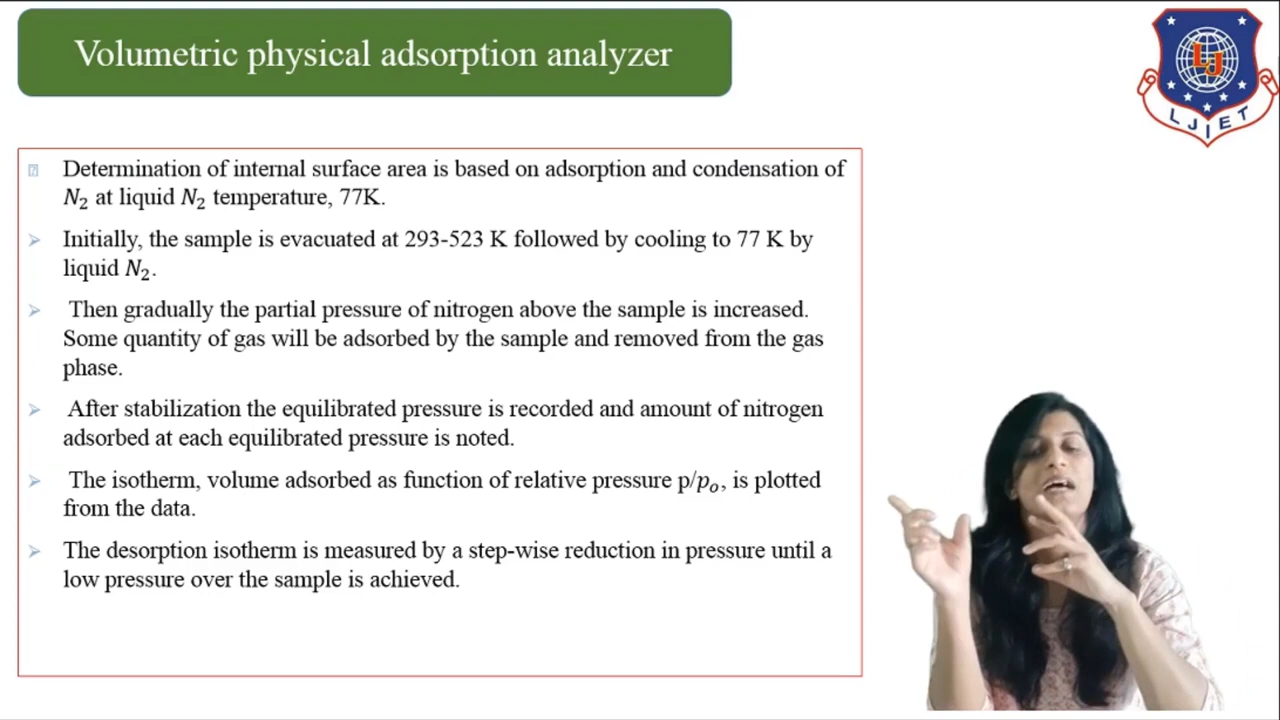 Volumetric physical adsorption analyzer
LJ
LJIET
Determination of internal surface area is based on adsorption and condensation of
N₂ at liquid N₂ temperature, 77K.
Initially, the sample is evacuated at 293-523 K followed by cooling to 77 K by
liquid N₂.
Then gradually the partial pressure of nitrogen above the sample is increased.
Some quantity of gas will be adsorbed by the sample and removed from the gas
phase.
After stabilization the equilibrated pressure is recorded and amount of nitrogen
adsorbed at each equilibrated pressure is noted.
The isotherm, volume adsorbed as function of relative pressure p/pₒ, is plotted
from the data.
The desorption isotherm is measured by a step-wise reduction in pressure until a
low pressure over the sample is achieved.